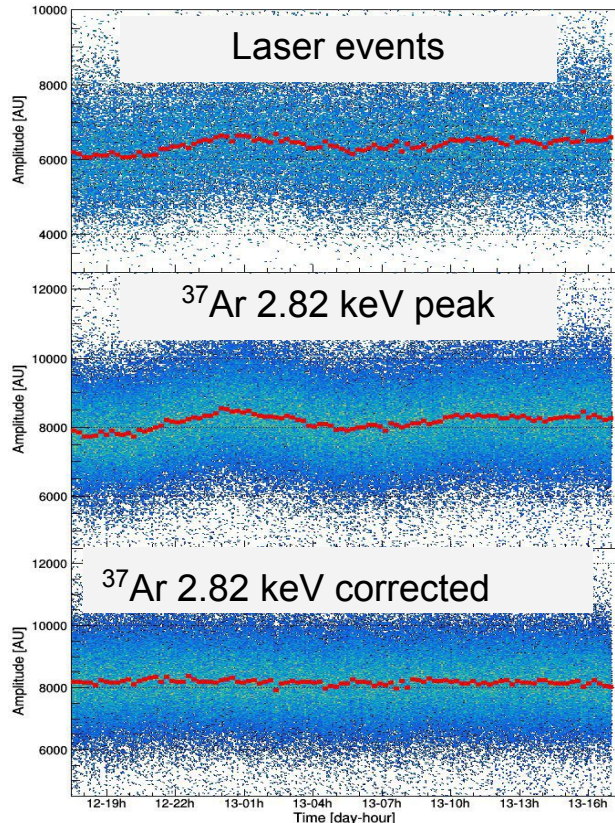 Laser events
Amplitude [AU]
10000
8000
6000
4000
³⁷Ar 2.82 keV peak
Amplitude [AU]
12000
10000
8000
6000
³⁷Ar 2.82 keV corrected
Amplitude [AU]
12000
10000
8000
6000
12-19h 12-22h 13-01h 13-04h 13-07h 13-10h 13-13h 13-16h
Time [day-hour]